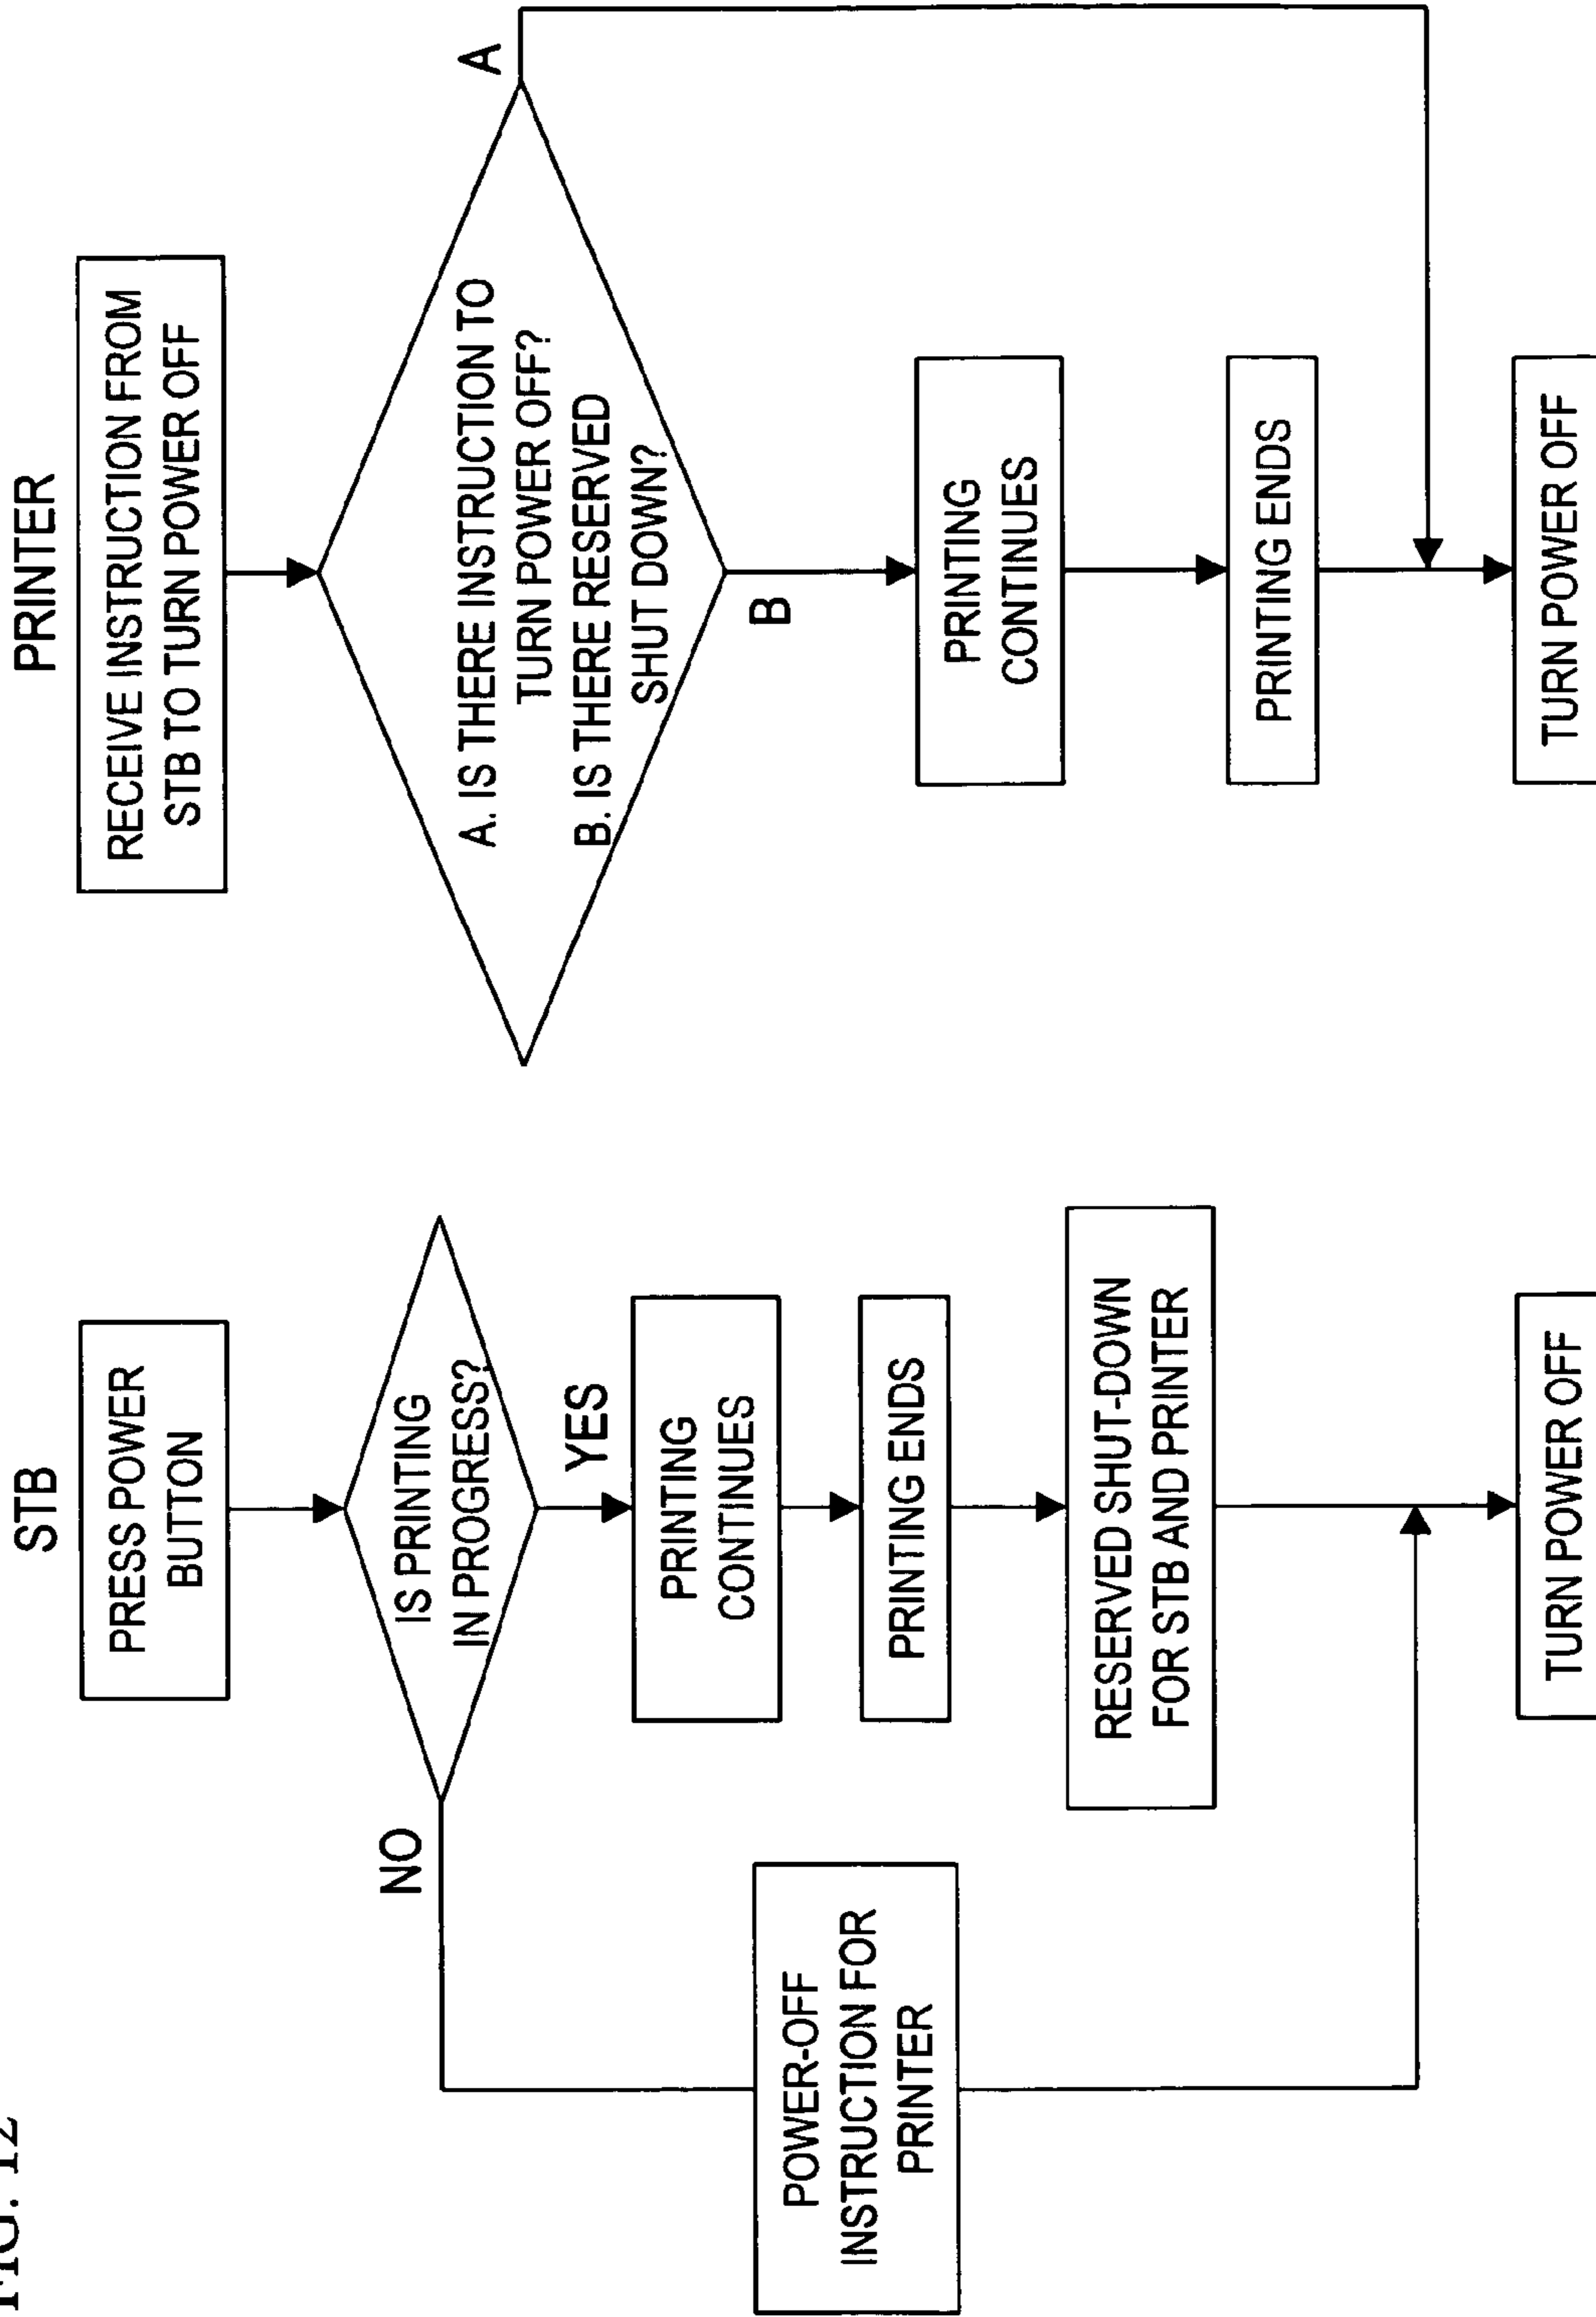 FIG. 12
STB
PRESS POWER
BUTTON
IS PRINTING
IN PROGRESS?
NO
YES
POWER-OFF
INSTRUCTION FOR
PRINTER
PRINTING
CONTINUES
PRINTING ENDS
RESERVED SHUT-DOWN
FOR STB AND PRINTER
TURN POWER OFF
PRINTER
RECEIVE INSTRUCTION FROM
STB TO TURN POWER OFF
A. IS THERE INSTRUCTION TO
TURN POWER OFF?
B. IS THERE RESERVED
SHUT DOWN?
A
B
PRINTING
CONTINUES
PRINTING ENDS
TURN POWER OFF